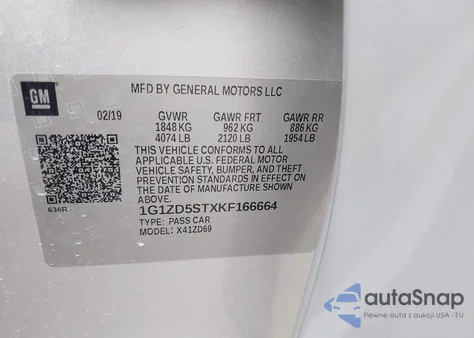 GM
MFD BY GENERAL MOTORS LLC
02/19 GVWR GAWR FRT GAWR RR
1848 KG 962 KG 886 KG
4074 LB 2120 LB 1954 LB
THIS VEHICLE CONFORMS TO ALL
APPLICABLE U.S. FEDERAL MOTOR
VEHICLE SAFETY, BUMPER, AND THEFT
PREVENTION STANDARDS IN EFFECT ON
THE DATE OF MANUFACTURE SHOWN
ABOVE.
636R
1G1ZD5STXKF166664
TYPE: PASS CAR
MODEL: X41ZD69
autaSnap
Pewne auta z aukcji USA i EU